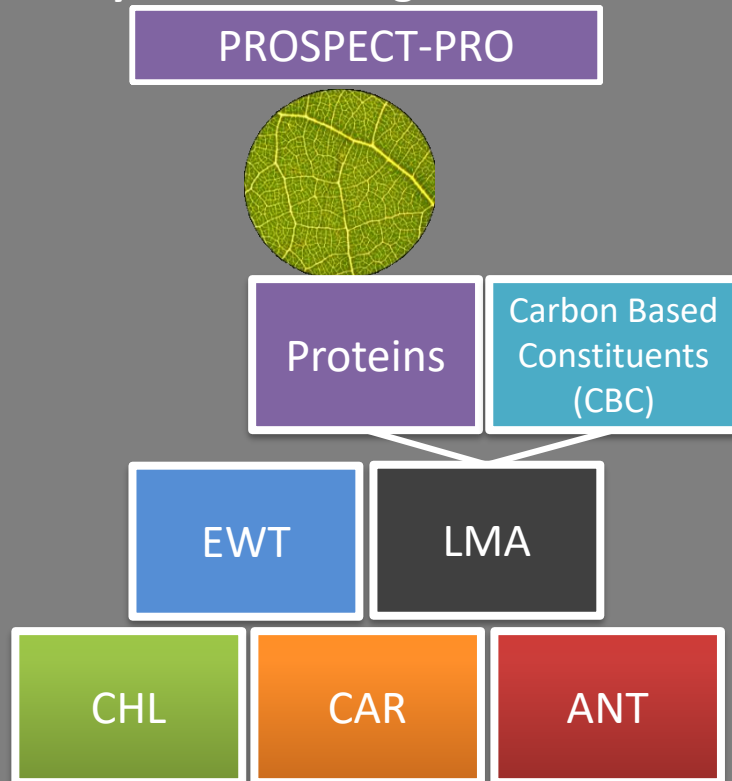 PROSPECT-PRO
Proteins
Carbon Based
Constituents
(CBC)
EWT
LMA
CHL
CAR
ANT